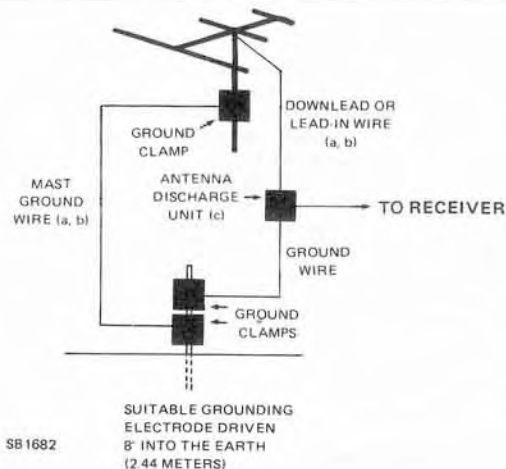 GROUND
CLAMP
DOWNLEAD OR
LEAD-IN WIRE
(a, b)
MAST
GROUND
WIRE (a, b)
ANTENNA
DISCHARGE
UNIT (c)
TO RECEIVER
GROUND
WIRE
GROUND
CLAMPS
SUITABLE GROUNDING
ELECTRODE DRIVEN
8' INTO THE EARTH
(2.44 METERS)
SB1682